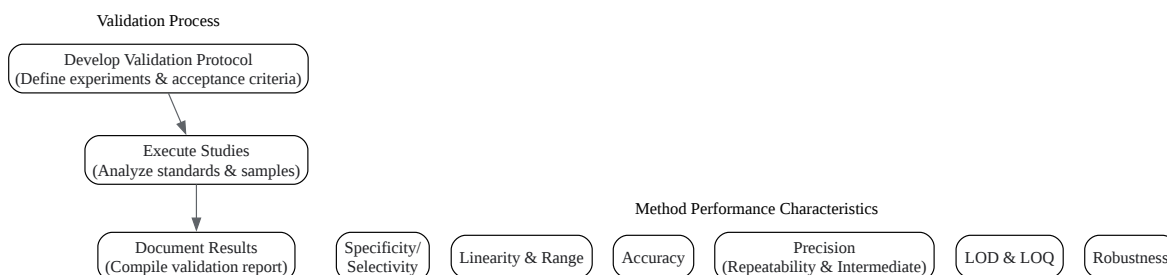 Validation Process
Develop Validation Protocol
(Define experiments & acceptance criteria)
Execute Studies
(Analyze standards & samples)
Document Results
(Compile validation report)
Method Performance Characteristics
Specificity/
Selectivity
Linearity & Range
Accuracy
Precision
(Repeatability & Intermediate)
LOD & LOQ
Robustness